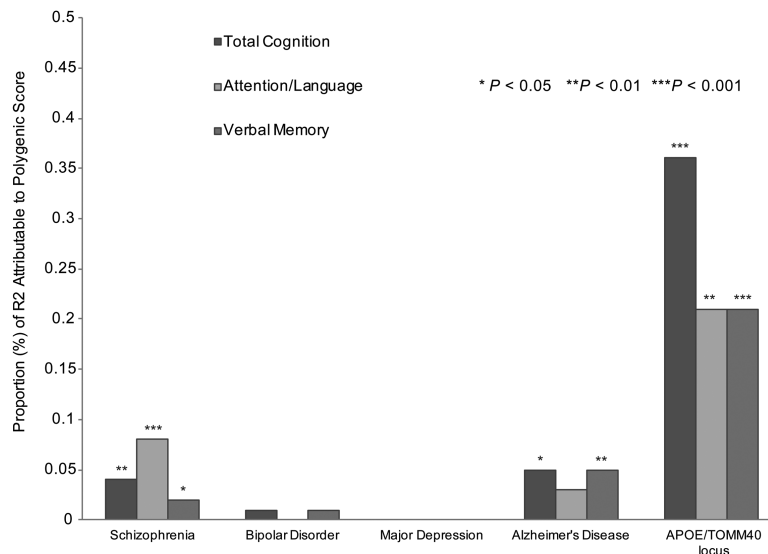 Proportion (%) of R2 Attributable to Polygenic Score
0.5
0.45
0.4
0.35
0.3
0.25
0.2
0.15
0.1
0.05
0
Total Cognition
Attention/Language
Verbal Memory
* P < 0.05 **P < 0.01 ***P < 0.001
** *** *
* **
*** ** ***
Schizophrenia
Bipolar Disorder
Major Depression
Alzheimer's Disease
APOE/TOMM40
locus